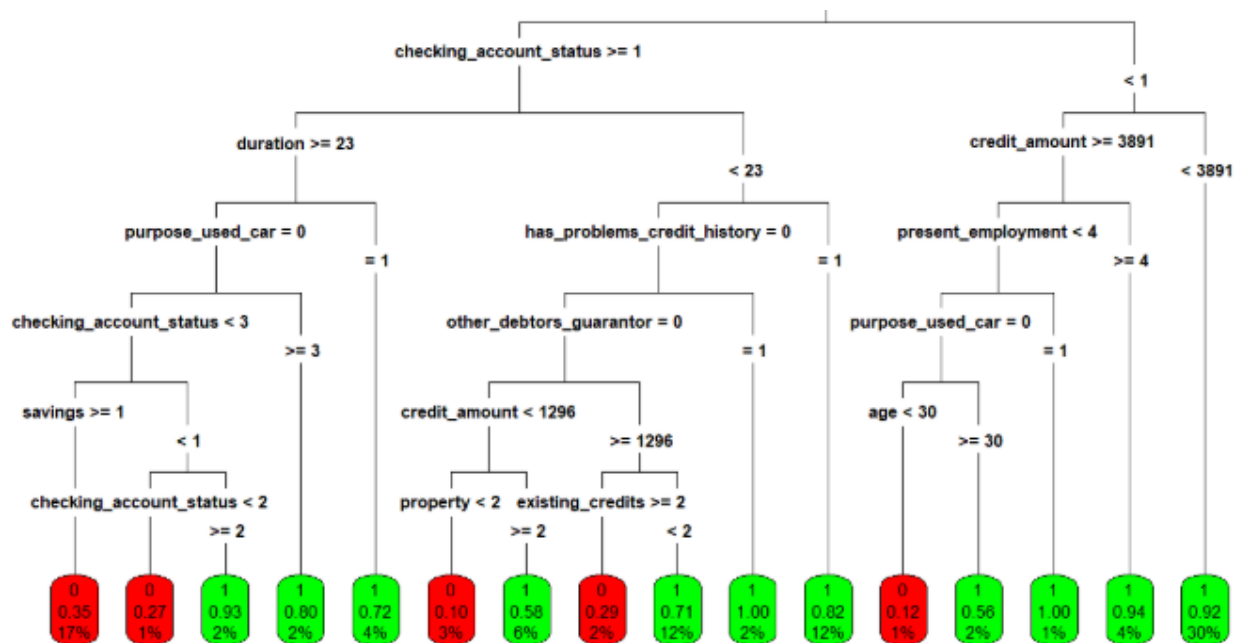 checking_account_status >= 1
< 1
duration >= 23
credit_amount >= 3891
< 23
< 3891
purpose_used_car = 0
has_problems_credit_history = 0
present_employment < 4
= 1
= 1
>= 4
checking_account_status < 3
other_debtors_guarantor = 0
purpose_used_car = 0
>= 3
= 1
= 1
savings >= 1
credit_amount < 1296
age < 30
< 1
>= 1296
>= 30
checking_account_status < 2
property < 2
existing_credits >= 2
>= 2
>= 2
< 2
0 0 1 1 1 0 1 0 1 1 1 0 1 1 1 1
0.35 0.27 0.93 0.80 0.72 0.10 0.58 0.29 0.71 1.00 0.82 0.12 0.56 1.00 0.94 0.92
17% 1% 2% 2% 4% 3% 6% 2% 12% 2% 12% 1% 2% 1% 4% 30%